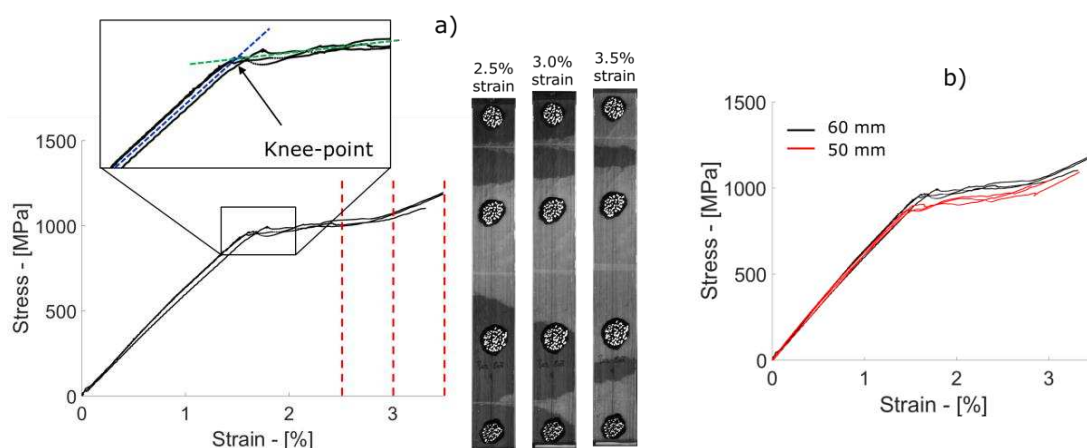 a)
Knee-point
1500
1000
500
0
0
1
2
3
Stress - [MPa]
Strain - [%]
2.5%
strain
3.0%
strain
3.5%
strain
b)
60 mm
50 mm
1500
1000
500
0
0
1
2
3
Stress - [MPa]
Strain - [%]